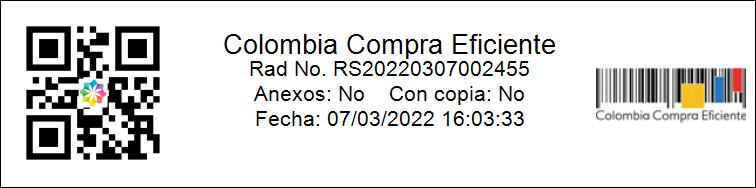 Colombia Compra Eficiente
Rad No. RS20220307002455
Anexos: No    Con copia: No
Fecha: 07/03/2022 16:03:33
Colombia Compra Eficiente